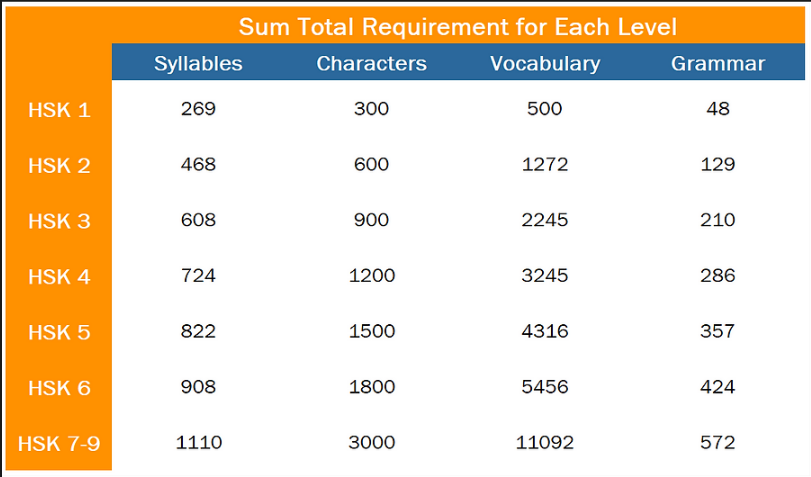 Sum Total Requirement for Each Level
Syllables Characters Vocabulary Grammar
HSK 1 269 300 500 48
HSK 2 468 600 1272 129
HSK 3 608 900 2245 210
HSK 4 724 1200 3245 286
HSK 5 822 1500 4316 357
HSK 6 908 1800 5456 424
HSK 7-9 1110 3000 11092 572